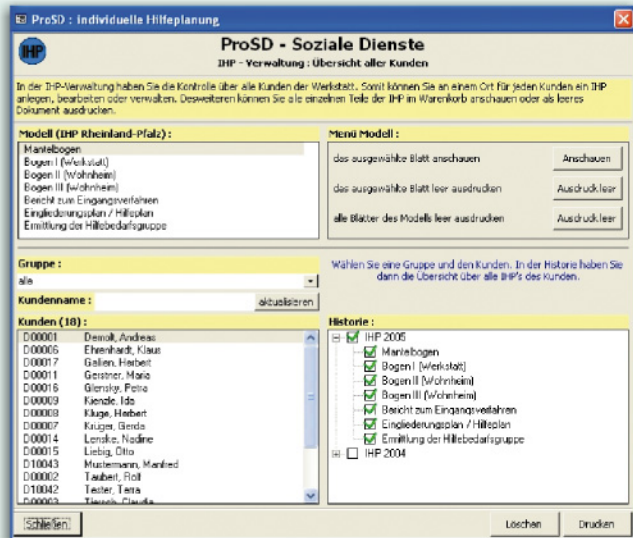 ProSD : individuelle Hilfeplanung
IHP
ProSD - Soziale Dienste
IHP - Verwaltung : Übersicht aller Kunden
In der IHP-Verwaltung haben Sie die Kontrolle über alle Kunden der Werkstatt. Somit können Sie an einem Ort für jeden Kunden ein IHP
anlegen, bearbeiten oder verwalten. Desweiteren können Sie alle einzelnen Teile der IHP im Warenkorb anschauen oder als leeres
Dokument ausdrucken.
Modell (IHP Rheinland-Pfalz) :
Mantelbogen
Bogen I (Werkstatt)
Bogen II (Wohnheim)
Bogen III (Wohnheim)
Bericht zum Eingangsverfahren
Eingliederungsplan / Hilfeplan
Ermittlung der Hilfebedarfsgruppe
Menü Modell :
das ausgewählte Blatt anschauen
Anschauen
das ausgewählte Blatt leer ausdrucken
Ausdruck leer
alle Blätter des Modells leer ausdrucken
Ausdruck leer
Gruppe :
alle
Kundenname :
aktualisieren
Wählen Sie eine Gruppe und den Kunden. In der Historie haben Sie
dann die Übersicht über alle IHP's des Kunden.
Kunden (18) :
D00001 Demolt, Andreas
D00006 Ehrenhardt, Klaus
D00017 Gallien, Herbert
D00011 Gerstner, Maria
D00016 Glensky, Petra
D00009 Kienzle, Ida
D00008 Kluge, Herbert
D00007 Krüger, Gerda
D00014 Lenske, Nadine
D00015 Liebig, Otto
D10043 Mustermann, Manfred
D00002 Taubert, Rolf
D10042 Tester, Terra
D00003 Tiersch, Claudia
Historie :
IHP 2005
Mantelbogen
Bogen I (Werkstatt)
Bogen II (Wohnheim)
Bogen III (Wohnheim)
Bericht zum Eingangsverfahren
Eingliederungsplan / Hilfeplan
Ermittlung der Hilfebedarfsgruppe
IHP 2004
Schließen
Löschen
Drucken